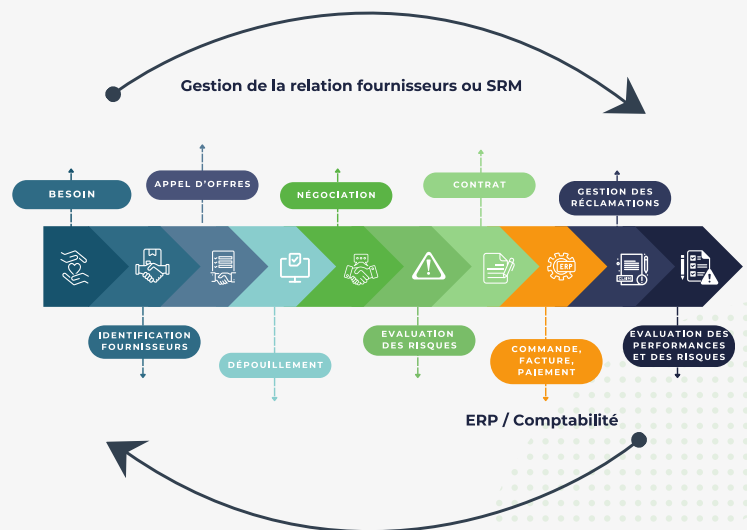 Gestion de la relation fournisseurs ou SRM
BESOIN
APPEL D'OFFRES
NÉGOCIATION
CONTRAT
GESTION DES
RÉCLAMATIONS
ERP
IDENTIFICATION
FOURNISSEURS
DÉPOUILLEMENT
EVALUATION
DES RISQUES
COMMANDE,
FACTURE,
PAIEMENT
EVALUATION DES
PERFORMANCES
ET DES RISQUES
ERP / Comptabilité